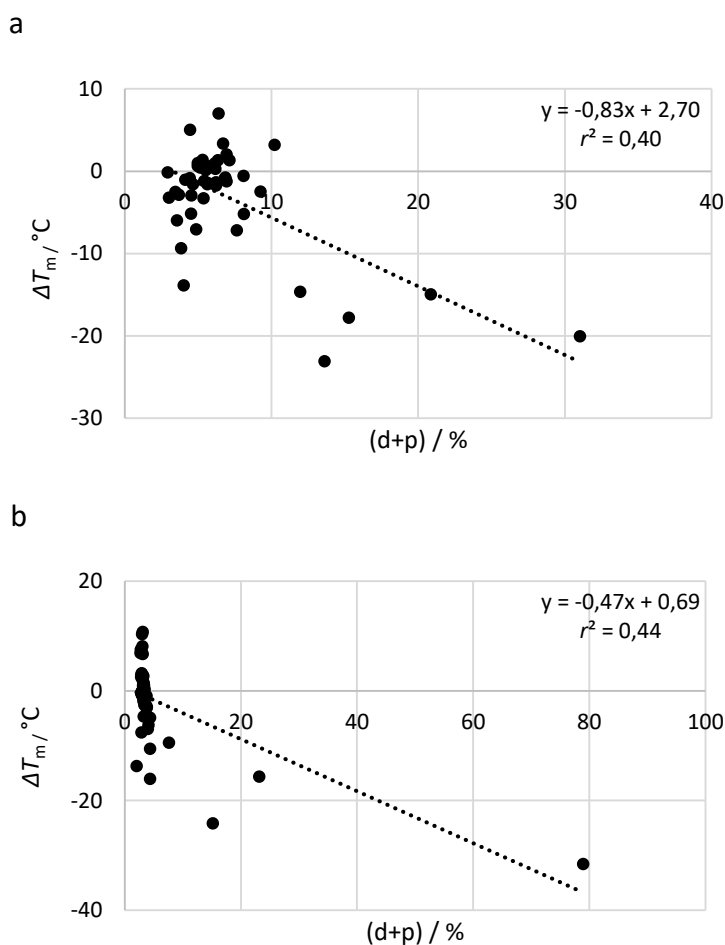 a
10
y = -0,83x + 2,70
r² = 0,40
0
0
10
20
30
40
-10
-20
-30
ΔTm / °C
(d+p) / %
b
20
y = -0,47x + 0,69
r² = 0,44
0
0
20
40
60
80
100
-20
-40
ΔTm / °C
(d+p) / %